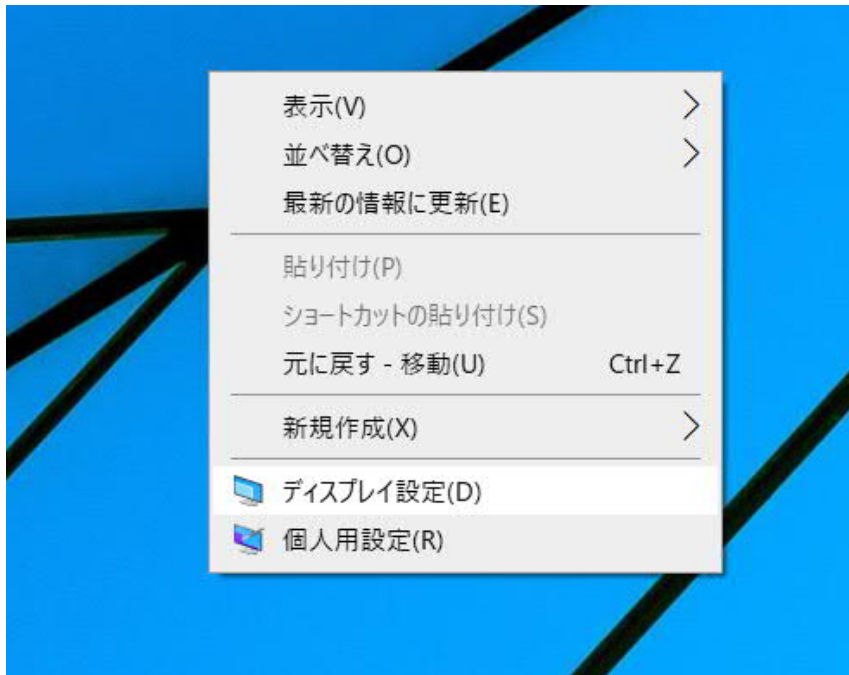 表示(V)
並べ替え(O)
最新の情報に更新(E)
貼り付け(P)
ショートカットの貼り付け(S)
元に戻す - 移動(U) Ctrl+Z
新規作成(X)
ディスプレイ設定(D)
個人用設定(R)